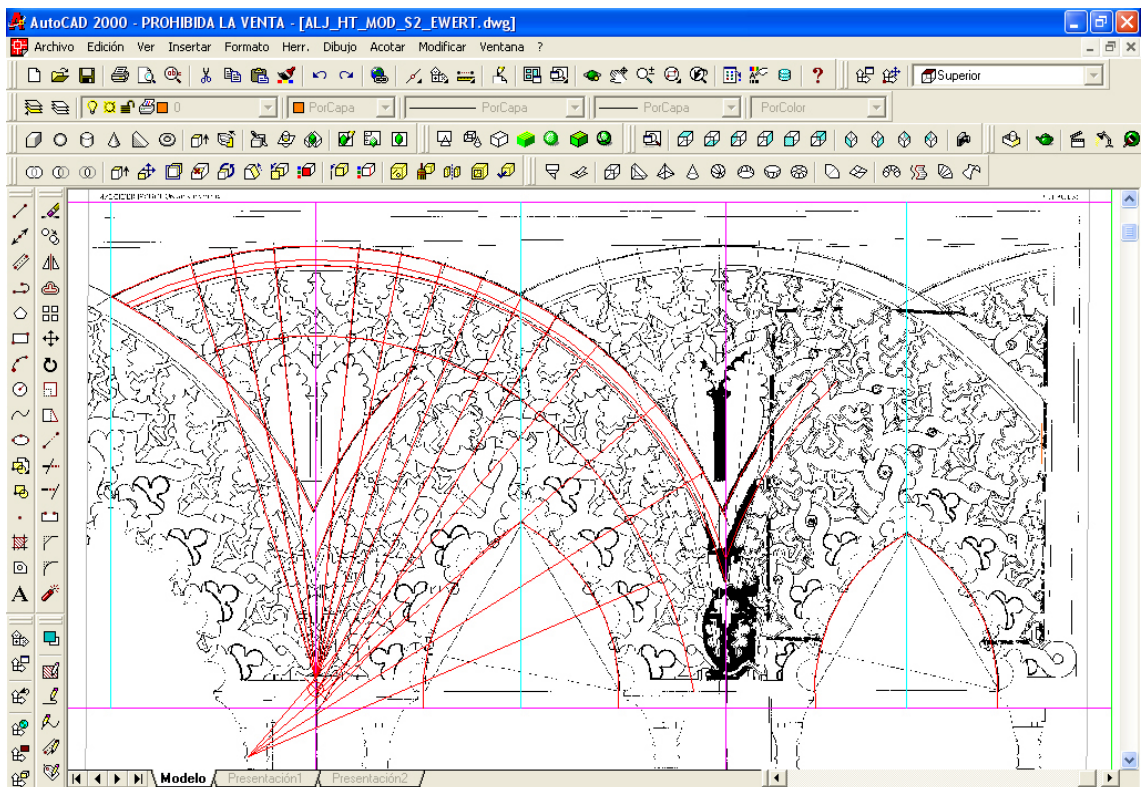 AutoCAD 2000 - PROHIBIDA LA VENTA - [ALJ_HT_MOD_S2_EWERT.dwg]
Archivo Edición Ver Insertar Formato Herr. Dibujo Acotar Modificar Ventana ?
Superior
0 PorCapa PorCapa PorCapa PorColor
A
Modelo Presentación1 Presentación2